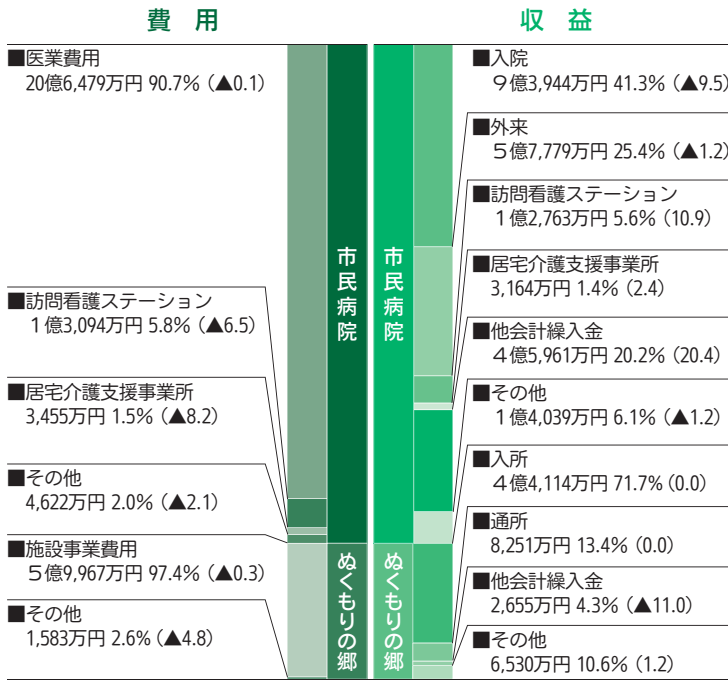 費用
■医業費用
20億6,479万円 90.7% (▲0.1)
■訪問看護ステーション
1億3,094万円 5.8% (▲6.5)
■居宅介護支援事業所
3,455万円 1.5% (▲8.2)
■その他
4,622万円 2.0% (▲2.1)
■施設事業費用
5億9,967万円 97.4% (▲0.3)
■その他
1,583万円 2.6% (▲4.8)
市民病院
ぬくもりの郷
収益
市民病院
ぬくもりの郷
■入院
9億3,944万円 41.3% (▲9.5)
■外来
5億7,779万円 25.4% (▲1.2)
■訪問看護ステーション
1億2,763万円 5.6% (10.9)
■居宅介護支援事業所
3,164万円 1.4% (2.4)
■他会計繰入金
4億5,961万円 20.2% (20.4)
■その他
1億4,039万円 6.1% (▲1.2)
■入所
4億4,114万円 71.7% (0.0)
■通所
8,251万円 13.4% (0.0)
■他会計繰入金
2,655万円 4.3% (▲11.0)
■その他
6,530万円 10.6% (1.2)